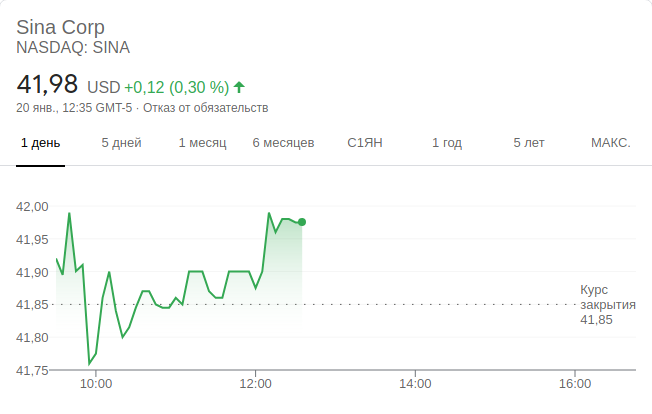 Sina Corp
NASDAQ: SINA
41,98 USD +0,12 (0,30 %)
20 янв., 12:35 GMT-5 · Отказ от обязательств
1 день 5 дней 1 месяц 6 месяцев С1ЯН 1 год 5 лет МАКС.
42,00
41,95
41,90
41,85
41,80
41,75
Курс
закрытия
41,85
10:00 12:00 14:00 16:00